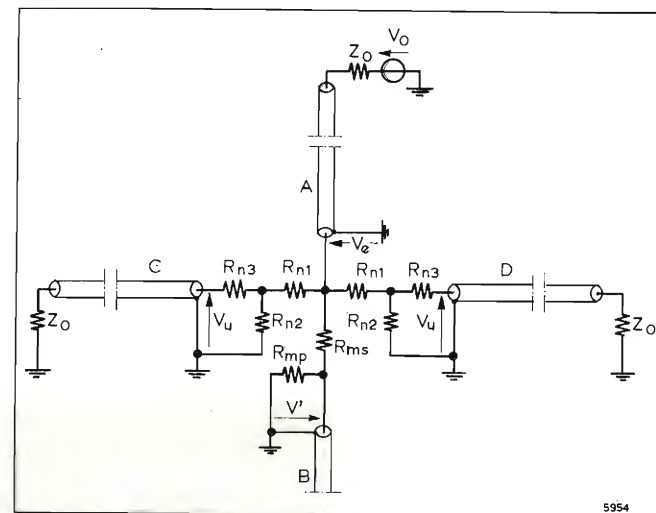 V₀
Z₀
A
Vₑ
C
Rn3
Rn1
Rn1
Rn3
D
Z₀
Vu
Rn2
Rn2
Vu
Z₀
Rms
Rmp
V'
B
5954